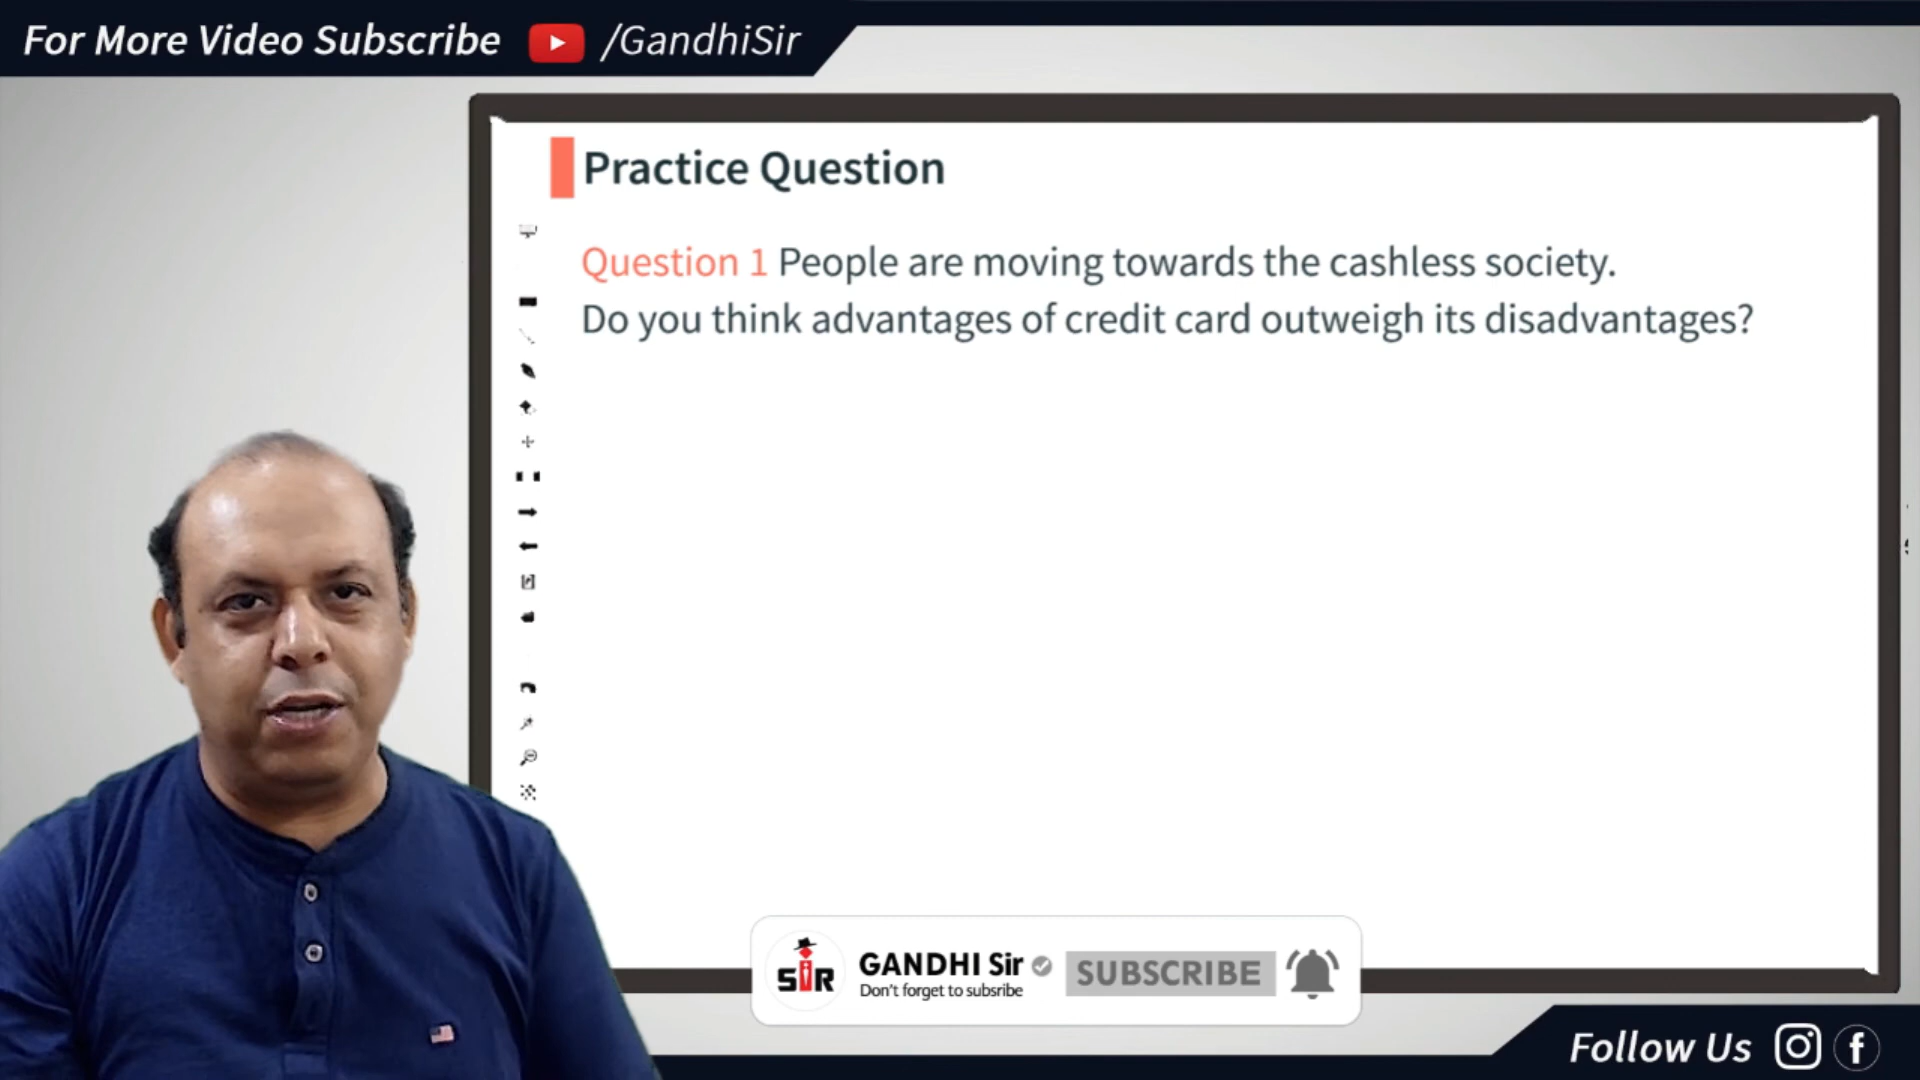 For More Video Subscribe /GandhiSir
Practice Question
Question 1 People are moving towards the cashless society.
Do you think advantages of credit card outweigh its disadvantages?
SiR
GANDHI Sir
Don't forget to subsribe
SUBSCRIBE
Follow Us